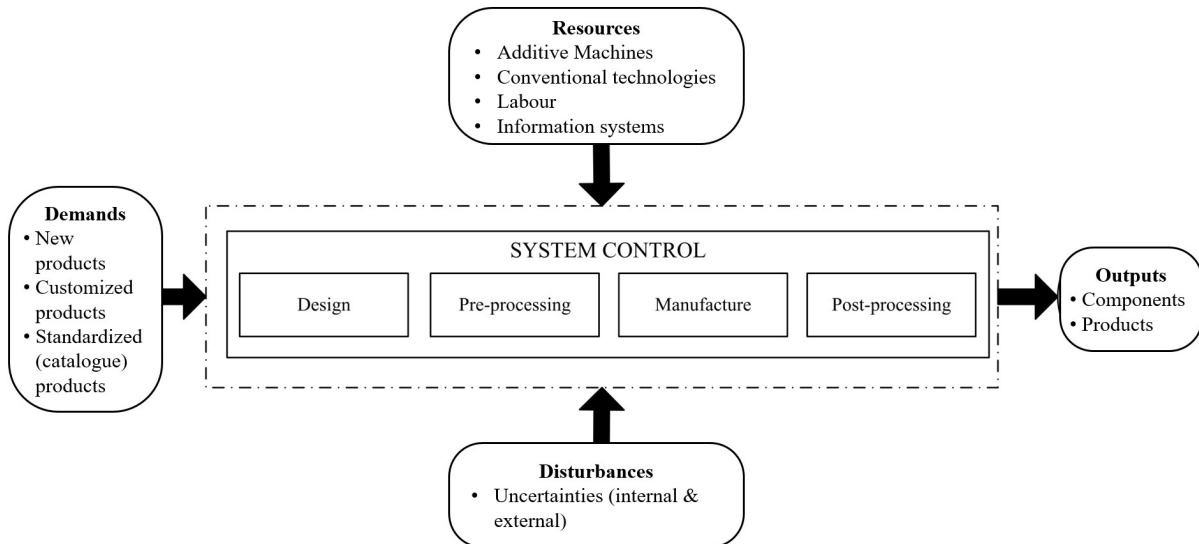 Resources
• Additive Machines
• Conventional technologies
• Labour
• Information systems
Demands
• New
products
• Customized
products
• Standardized
(catalogue)
products
SYSTEM CONTROL
Design
Pre-processing
Manufacture
Post-processing
Outputs
• Components
• Products
Disturbances
• Uncertainties (internal &
external)